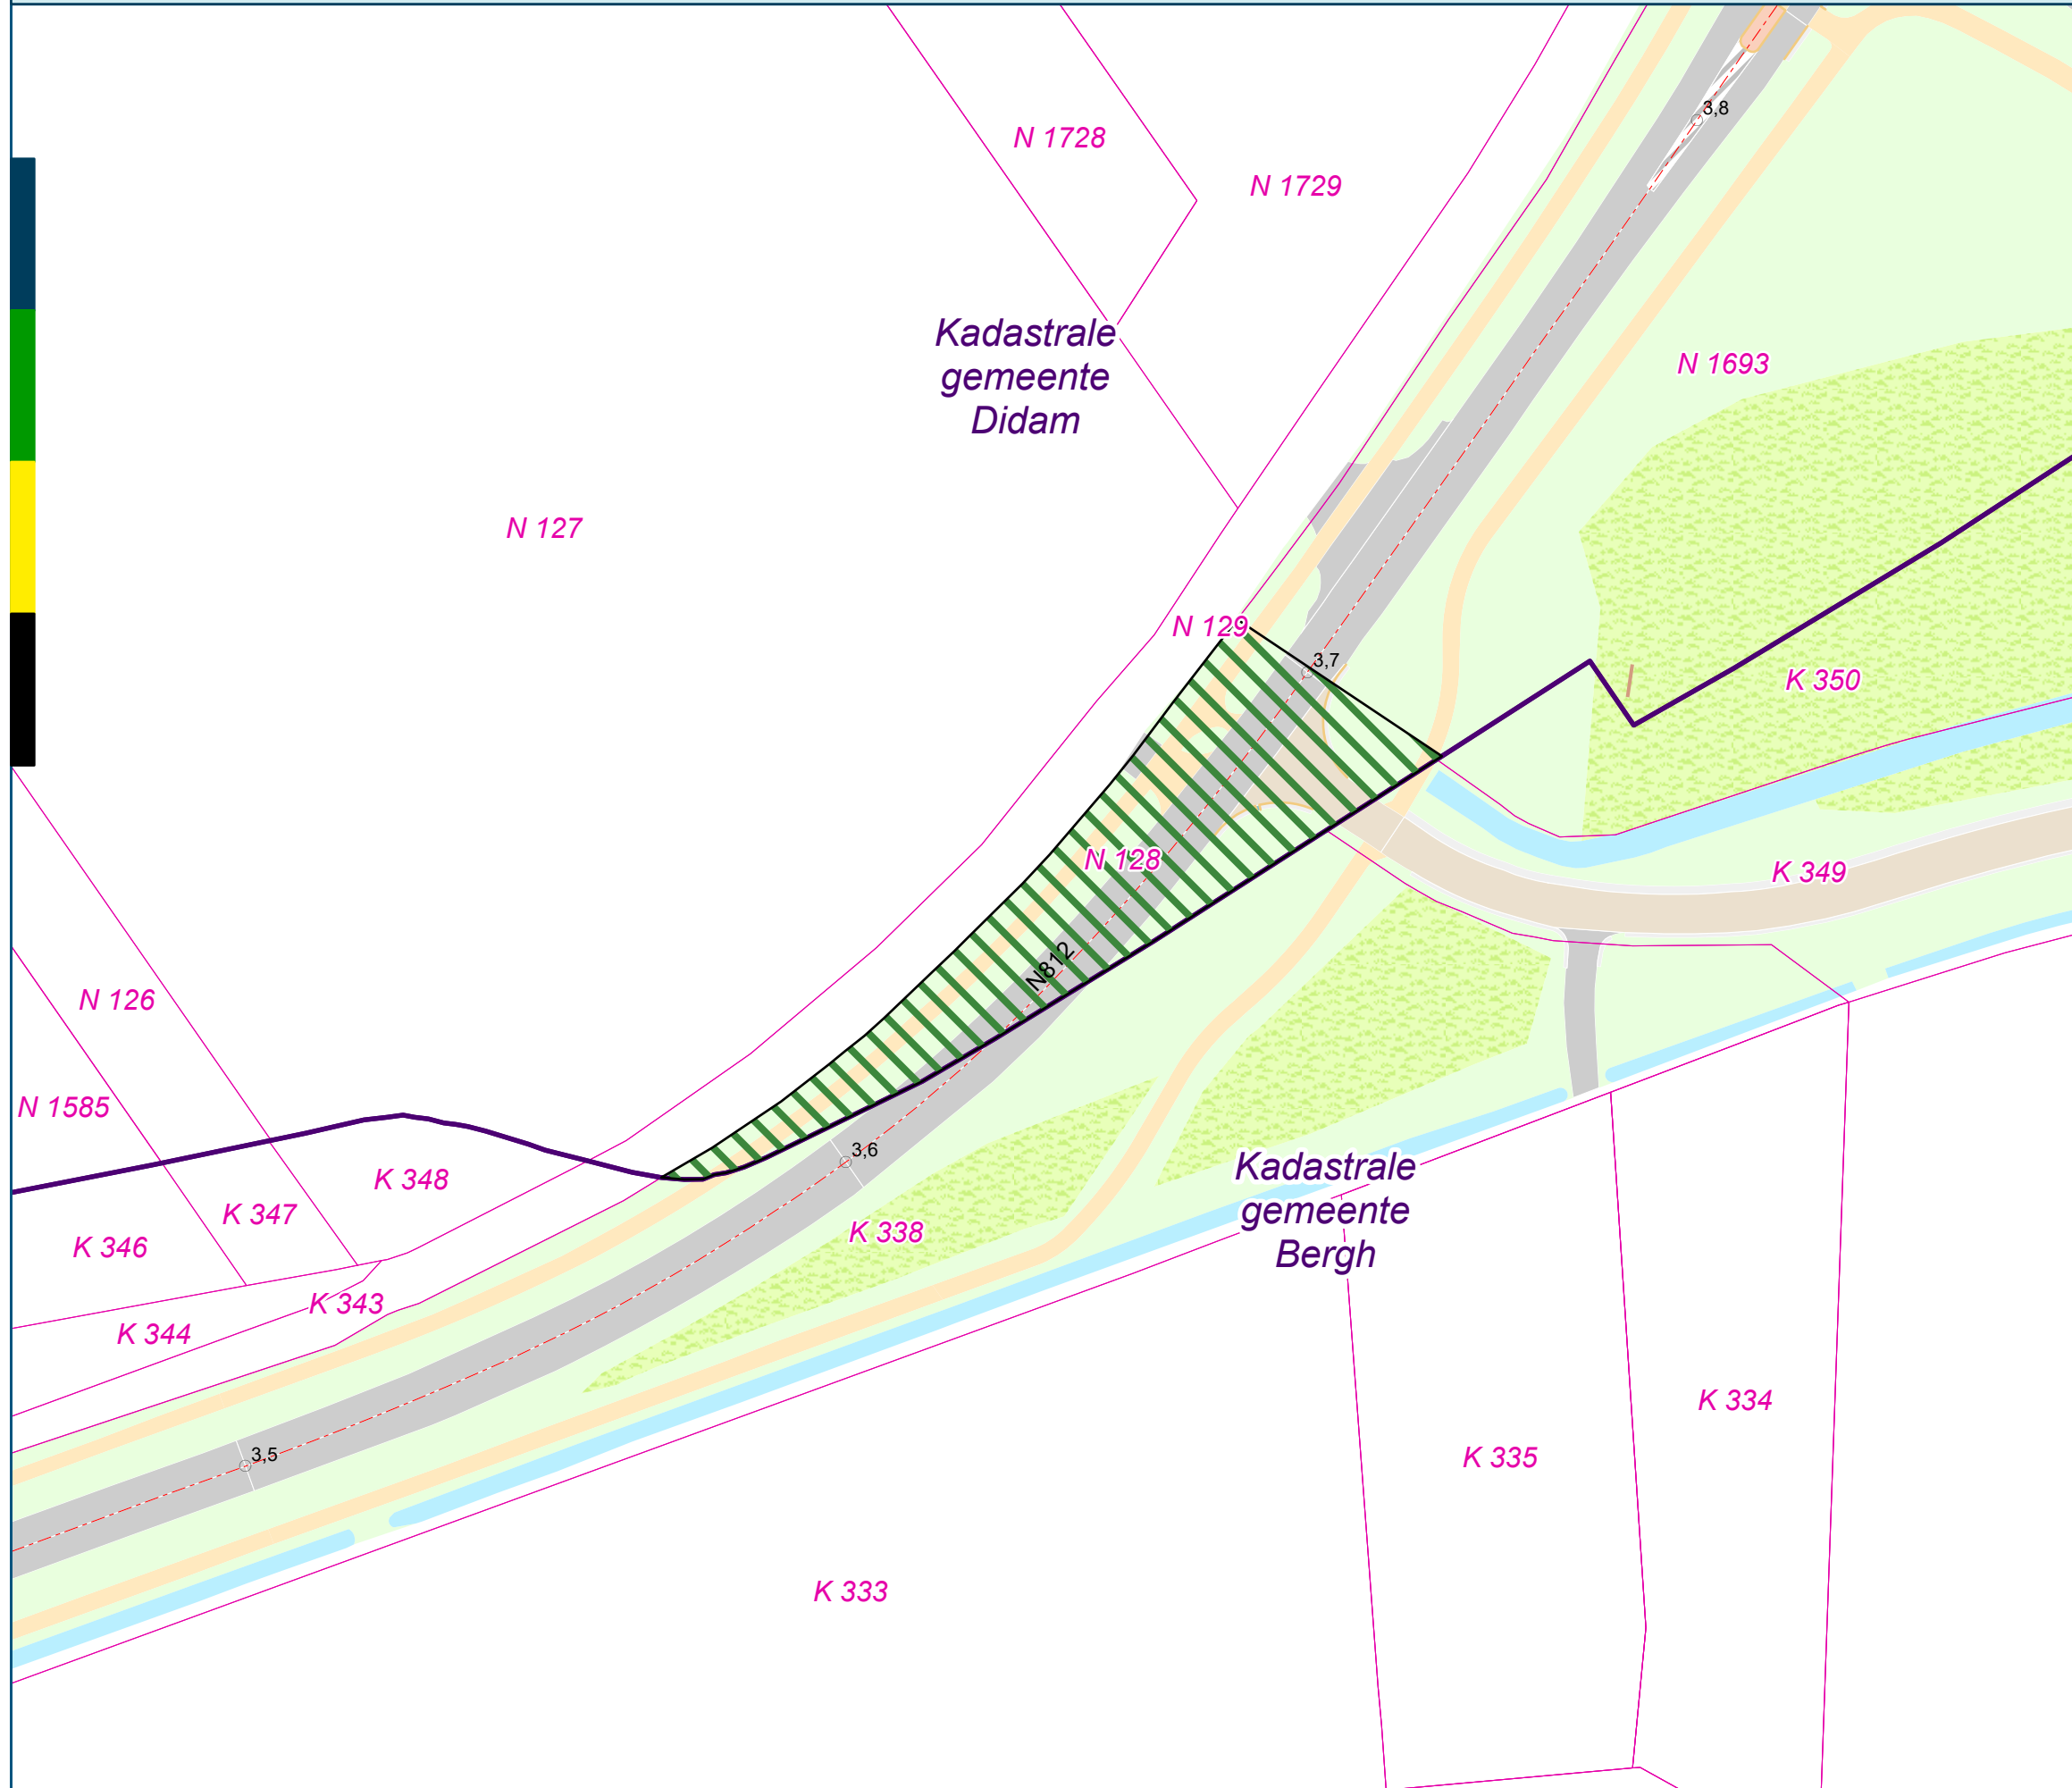 3,8
N 1728
N 1729
Kadastrale
gemeente
Didam
N 1693
N 127
N 129
3,7
K 350
N 128
K 349
N812
N 126
N 1585
3,6
K 348
Kadastrale
gemeente
Bergh
K 347
K 338
K 346
K 343
K 344
K 334
3,5
K 335
K 333